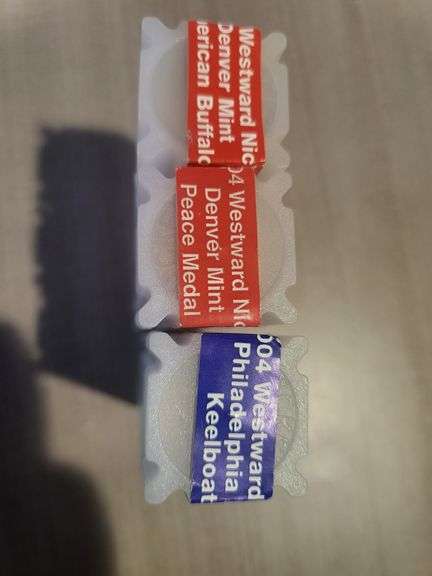 Westward Nic
Denver Mint
erican Buffalo
04 Westward Nic
Denver Mint
Peace Medal
004 Westward
Philadelphia
Keelboat